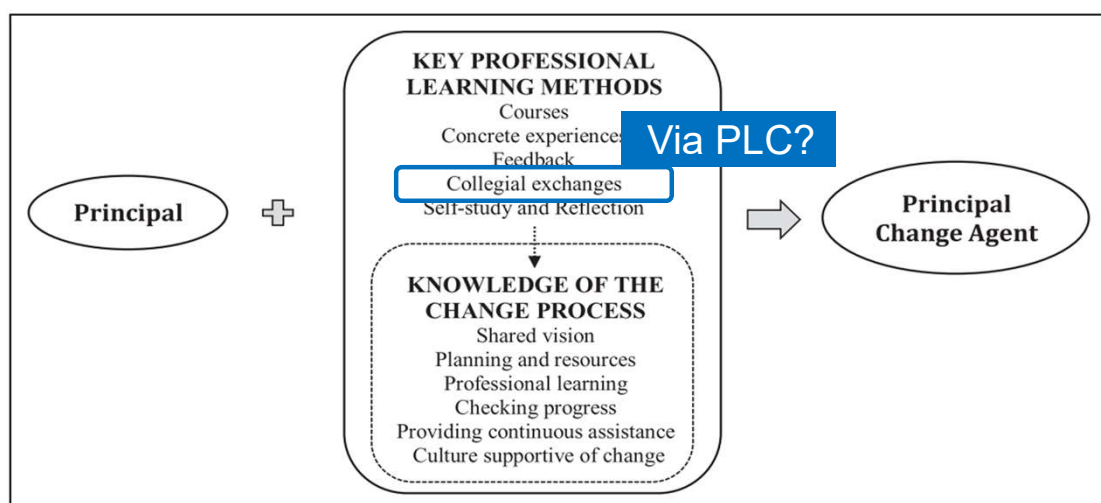 KEY PROFESSIONAL
LEARNING METHODS
Courses
Concrete experiences
Via PLC?
Feedback
Collegial exchanges
Self-study and Reflection
Principal
Principal
Change Agent
KNOWLEDGE OF THE
CHANGE PROCESS
Shared vision
Planning and resources
Professional learning
Checking progress
Providing continuous assistance
Culture supportive of change